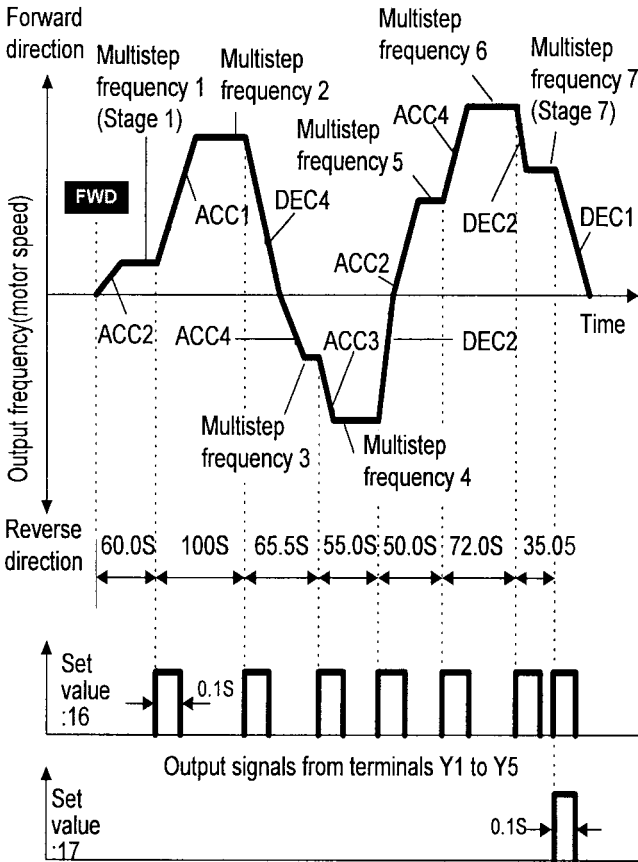 Forward
direction
Multistep
frequency 1
(Stage 1)
Multistep
frequency 2
Multistep
frequency 6
Multistep
frequency 7
(Stage 7)
Multistep
frequency 5
FWD
ACC4
ACC1
DEC4
DEC2
DEC1
ACC2
Time
ACC2
ACC4
ACC3
DEC2
Output frequency(motor speed)
Multistep
frequency 3
Multistep
frequency 4
Reverse
direction
60.0S 100S 65.5S 55.0S 50.0S 72.0S 35.05
Set
value
:16
0.1S
Output signals from terminals Y1 to Y5
Set
value
:17
0.1S